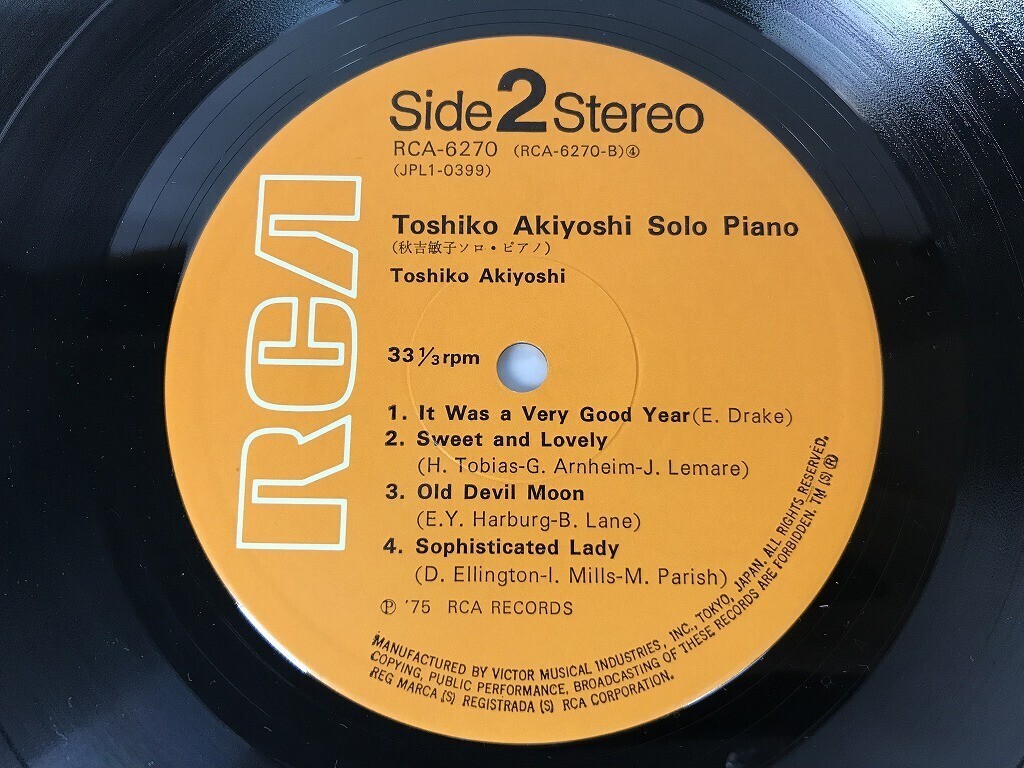 Side 2 Stereo
RCA-6270 (RCA-6270-B)④
(JPL1-0399)
RCA
Toshiko Akiyoshi Solo Piano
(秋吉敏子ソロ・ピアノ)
Toshiko Akiyoshi
33 1/3 rpm
1. It Was a Very Good Year (E. Drake)
2. Sweet and Lovely
(H. Tobias-G. Arnheim-J. Lemare)
3. Old Devil Moon
(E.Y. Harburg-B. Lane)
4. Sophisticated Lady
(D. Ellington-I. Mills-M. Parish)
Ⓟ '75 RCA RECORDS
MANUFACTURED BY VICTOR MUSICAL INDUSTRIES, INC., TOKYO, JAPAN. ALL RIGHTS RESERVED.
COPYING, PUBLIC PERFORMANCE, BROADCASTING OF THESE RECORDS ARE FORBIDDEN. TM (S) ®
REG MARCA (S) REGISTRADA (S) RCA CORPORATION.